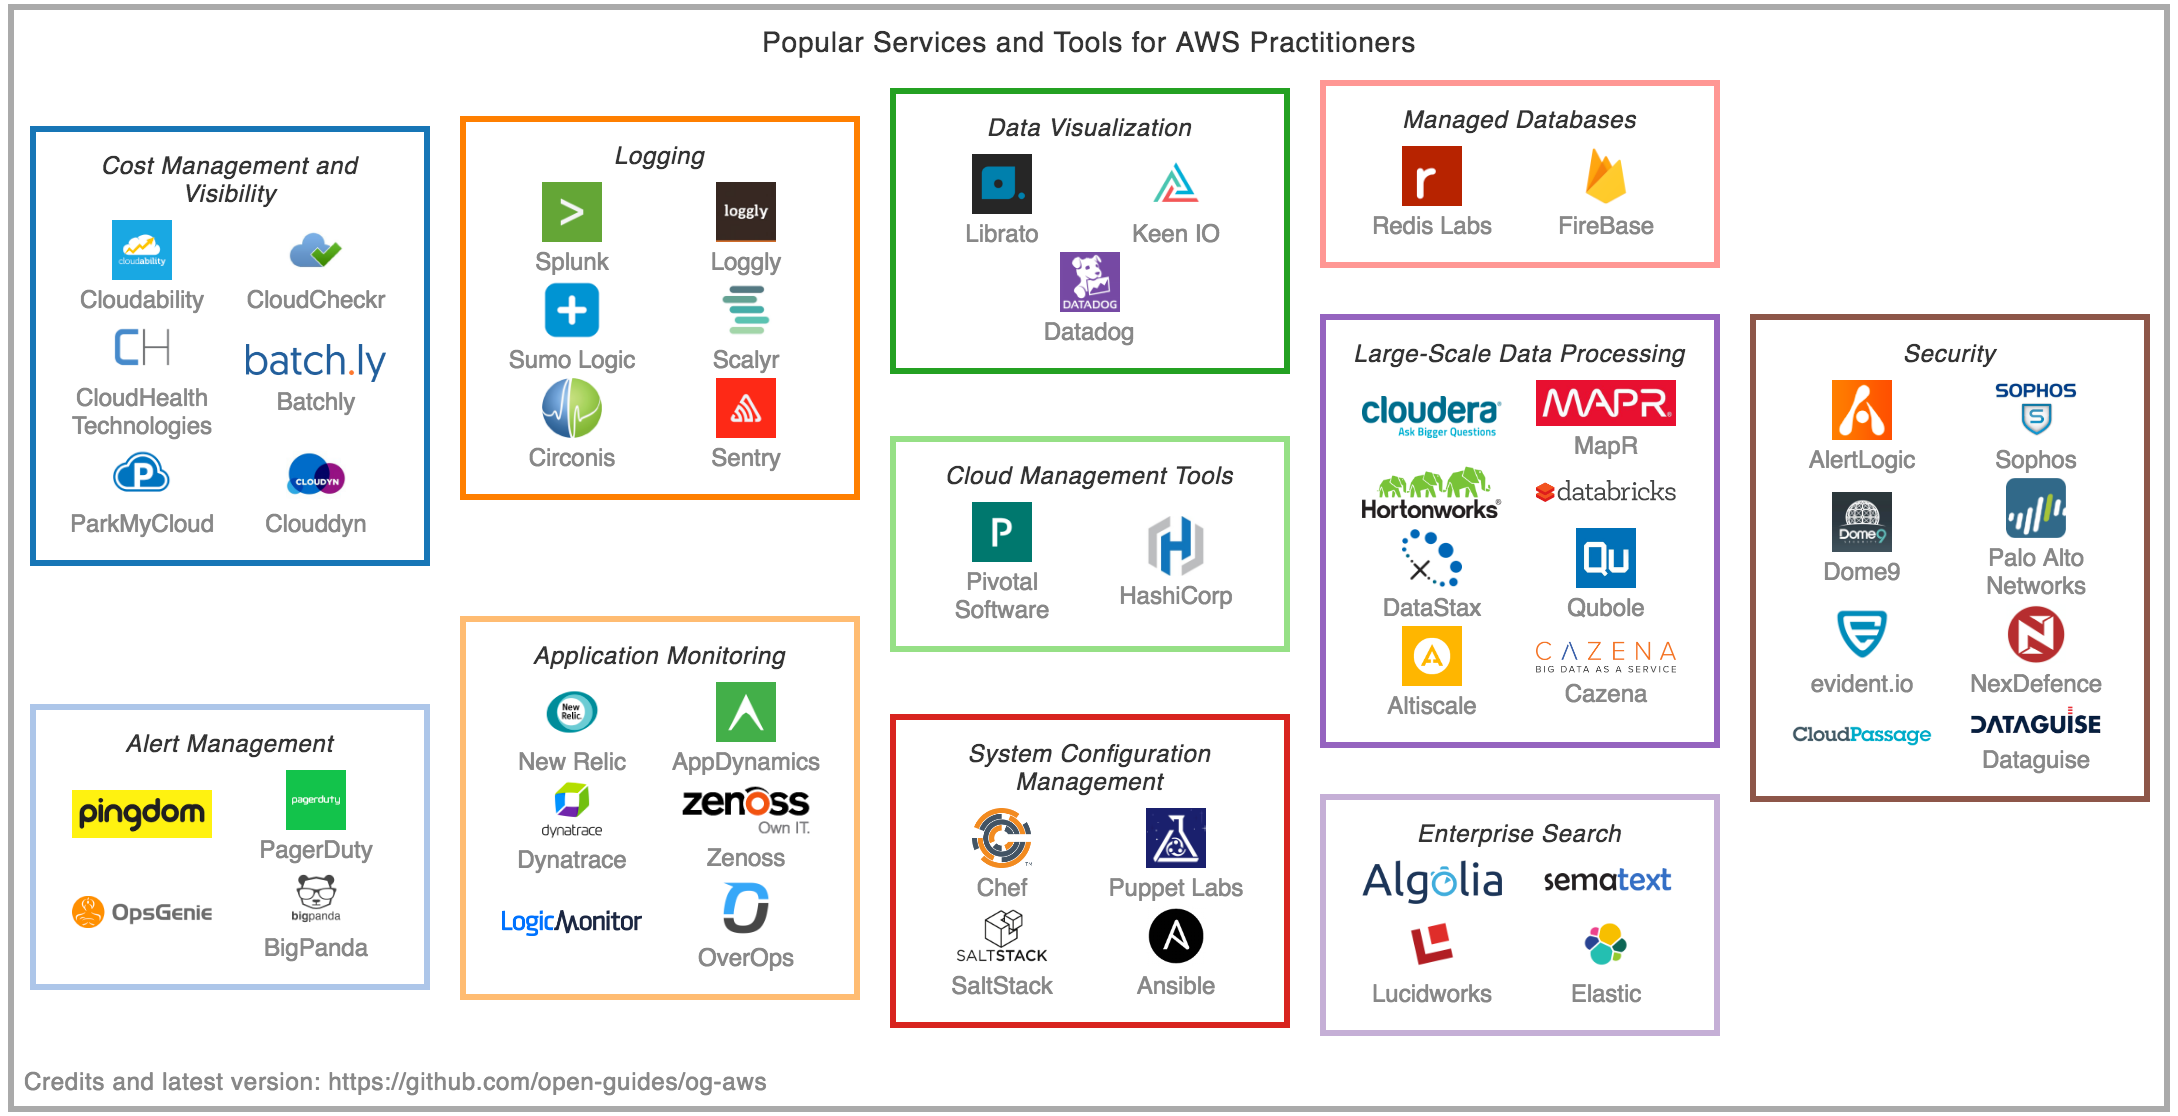 Popular Services and Tools for AWS Practitioners
Cost Management and
Visibility
cloudability
Cloudability
CloudCheckr
CH
CloudHealth
Technologies
batch.ly
Batchly
P
ParkMyCloud
CLOUDYN
Clouddyn
Alert Management
pingdom
pagerduty
PagerDuty
OpsGenie
bigpanda
BigPanda
Logging
>
Splunk
loggly
Loggly
+
Sumo Logic
Scalyr
Circonis
Sentry
Application Monitoring
New
Relic.
New Relic
AppDynamics
dynatrace
Dynatrace
zenoss
Own IT.
Zenoss
LogicMonitor
OverOps
Data Visualization
Librato
Keen IO
DATADOG
Datadog
Cloud Management Tools
P
Pivotal
Software
H
HashiCorp
System Configuration
Management
TM
Chef
Puppet Labs
SALTSTACK
SaltStack
A
Ansible
Managed Databases
r
Redis Labs
FireBase
Large-Scale Data Processing
cloudera®
Ask Bigger Questions
MAPR®
MapR
Hortonworks®
databricks
DataStax
Qu
Qubole
A
Altiscale
CAZENA
BIG DATA AS A SERVICE
Cazena
Enterprise Search
Algolia
sematext
Lucidworks
Elastic
Security
A
AlertLogic
SOPHOS
S
Sophos
Dome9
SECURITY
Dome9
Palo Alto
Networks
E
evident.io
N
NexDefence
CloudPassage
DATAGUISE
Dataguise
Credits and latest version: https://github.com/open-guides/og-aws